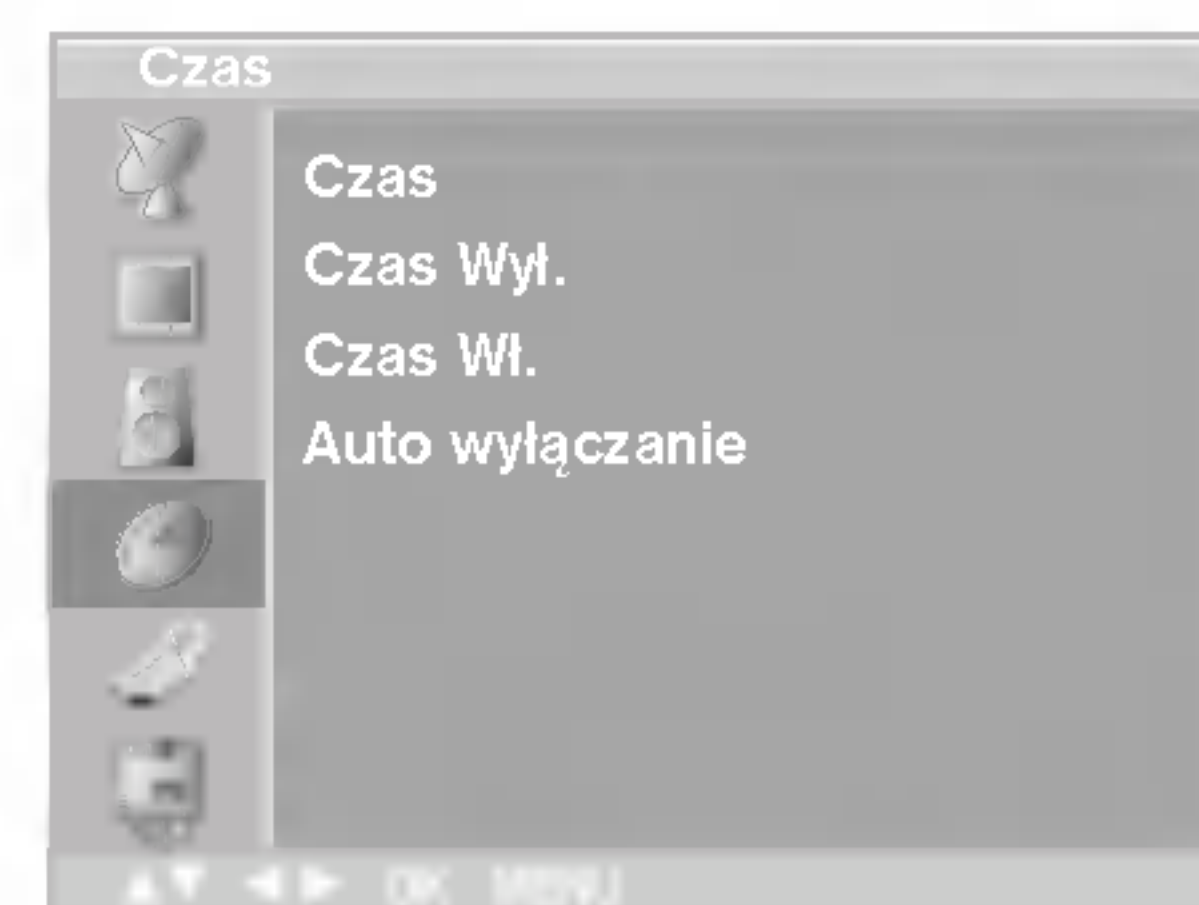 Czas
Czas
Czas Wył.
Czas Wł.
Auto wyłączanie
▲▼ ◄► OK MENU